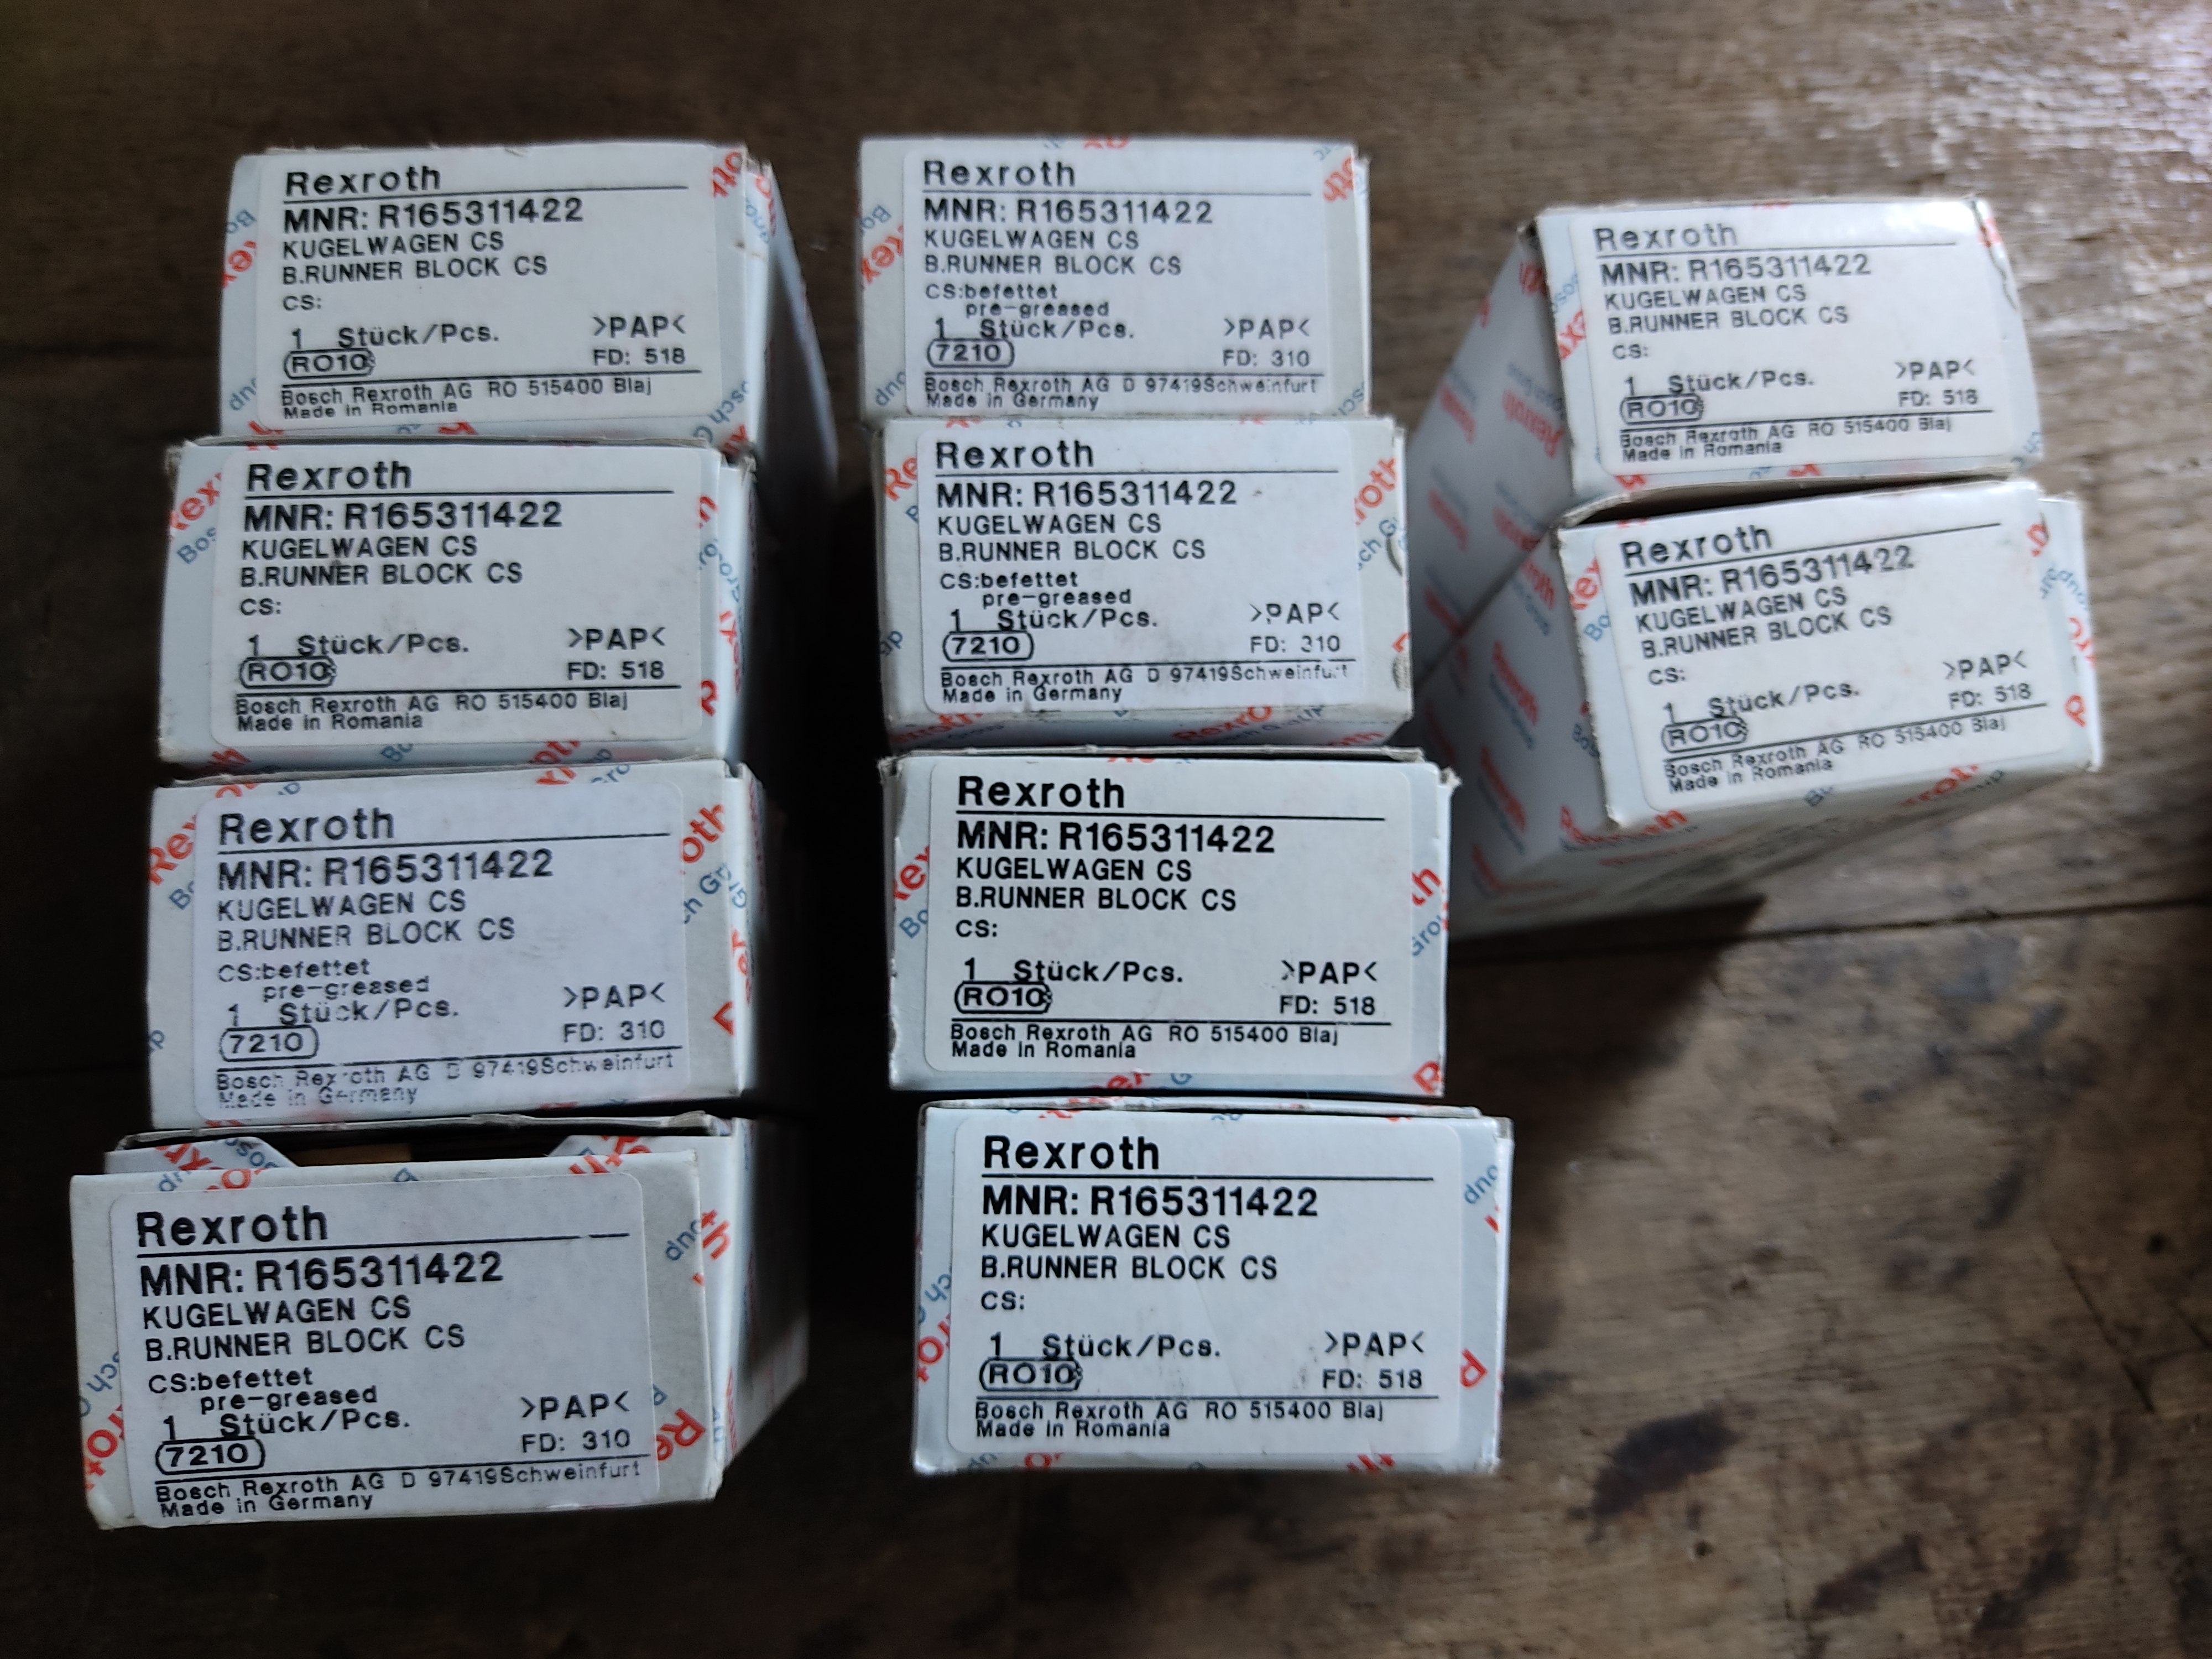 Rexroth
MNR: R165311422
KUGELWAGEN CS
B.RUNNER BLOCK CS
CS:
1 Stück/Pcs. >PAP<
RO10 FD: 518
Bosch Rexroth AG RO 515400 Blaj
Made in Romania
Rexroth
MNR: R165311422
KUGELWAGEN CS
B.RUNNER BLOCK CS
CS:
1 Stück/Pcs. >PAP<
RO10 FD: 518
Bosch Rexroth AG RO 515400 Blaj
Made in Romania
Rexroth
MNR: R165311422
KUGELWAGEN CS
B.RUNNER BLOCK CS
CS:befettet
pre-greased
1 Stück/Pcs. >PAP<
7210 FD: 310
Bosch Rexroth AG D 97419Schweinfurt
Made in Germany
Rexroth
MNR: R165311422
KUGELWAGEN CS
B.RUNNER BLOCK CS
CS:befettet
pre-greased
1 Stück/Pcs. >PAP<
7210 FD: 310
Bosch Rexroth AG D 97419Schweinfurt
Made in Germany
Rexroth
MNR: R165311422
KUGELWAGEN CS
B.RUNNER BLOCK CS
CS:befettet
pre-greased
1 Stück/Pcs. >PAP<
7210 FD: 310
Bosch Rexroth AG D 97419Schweinfurt
Made in Germany
Rexroth
MNR: R165311422
KUGELWAGEN CS
B.RUNNER BLOCK CS
CS:befettet
pre-greased
1 Stück/Pcs. >PAP<
7210 FD: 310
Bosch Rexroth AG D 97419Schweinfurt
Made in Germany
Rexroth
MNR: R165311422
KUGELWAGEN CS
B.RUNNER BLOCK CS
CS:
1 Stück/Pcs. >PAP<
RO10 FD: 518
Bosch Rexroth AG RO 515400 Blaj
Made in Romania
Rexroth
MNR: R165311422
KUGELWAGEN CS
B.RUNNER BLOCK CS
CS:
1 Stück/Pcs. >PAP<
RO10 FD: 518
Bosch Rexroth AG RO 515400 Blaj
Made in Romania
Rexroth
MNR: R165311422
KUGELWAGEN CS
B.RUNNER BLOCK CS
CS:
1 Stück/Pcs. >PAP<
RO10 FD: 518
Bosch Rexroth AG RO 515400 Blaj
Made in Romania
Rexroth
MNR: R165311422
KUGELWAGEN CS
B.RUNNER BLOCK CS
CS:
1 Stück/Pcs. >PAP<
RO10 FD: 518
Bosch Rexroth AG RO 515400 Blaj
Made in Romania